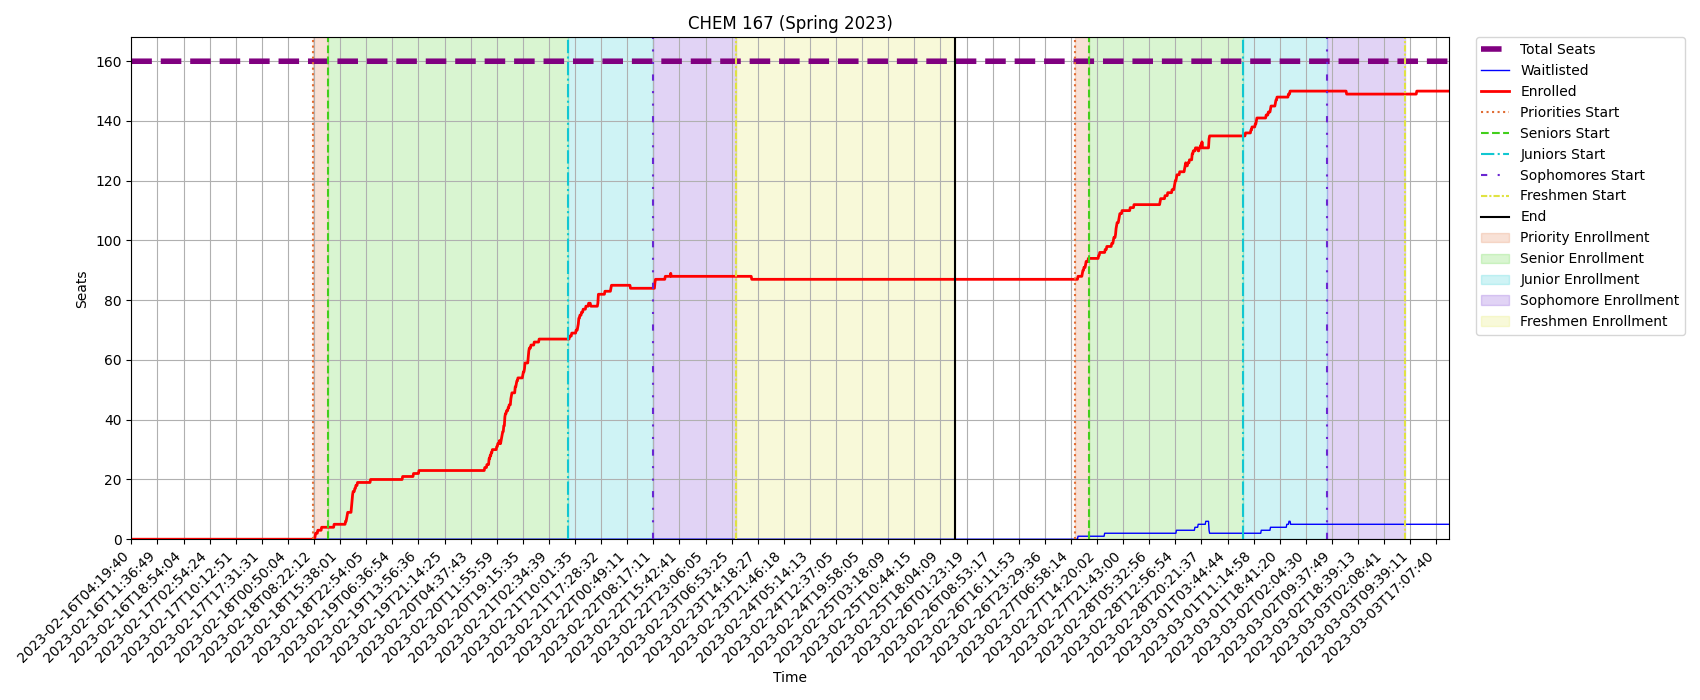 CHEM 167 (Spring 2023)
Seats
0
20
40
60
80
100
120
140
160
2023-02-16T04:19:40
2023-02-16T11:36:49
2023-02-16T18:54:04
2023-02-17T02:54:24
2023-02-17T10:12:51
2023-02-17T17:31:31
2023-02-18T00:50:04
2023-02-18T08:22:12
2023-02-18T15:38:01
2023-02-18T22:54:05
2023-02-19T06:36:54
2023-02-19T13:56:36
2023-02-19T21:14:25
2023-02-20T04:37:43
2023-02-20T11:55:59
2023-02-20T19:15:35
2023-02-21T02:34:39
2023-02-21T10:01:35
2023-02-21T17:28:32
2023-02-22T00:49:11
2023-02-22T08:17:11
2023-02-22T15:42:41
2023-02-22T23:06:05
2023-02-23T06:53:25
2023-02-23T14:18:27
2023-02-23T21:46:18
2023-02-24T05:14:13
2023-02-24T12:37:05
2023-02-24T19:58:05
2023-02-25T03:18:09
2023-02-25T10:44:15
2023-02-25T18:04:09
2023-02-26T01:23:19
2023-02-26T08:53:17
2023-02-26T16:11:53
2023-02-26T23:29:36
2023-02-27T06:58:14
2023-02-27T14:20:02
2023-02-27T21:43:00
2023-02-28T05:32:56
2023-02-28T12:56:54
2023-02-28T20:21:37
2023-03-01T03:44:44
2023-03-01T11:14:58
2023-03-01T18:41:20
2023-03-02T02:04:30
2023-03-02T09:37:49
2023-03-02T18:39:13
2023-03-03T02:08:41
2023-03-03T09:39:11
2023-03-03T17:07:40
Time
Total Seats
Waitlisted
Enrolled
Priorities Start
Seniors Start
Juniors Start
Sophomores Start
Freshmen Start
End
Priority Enrollment
Senior Enrollment
Junior Enrollment
Sophomore Enrollment
Freshmen Enrollment